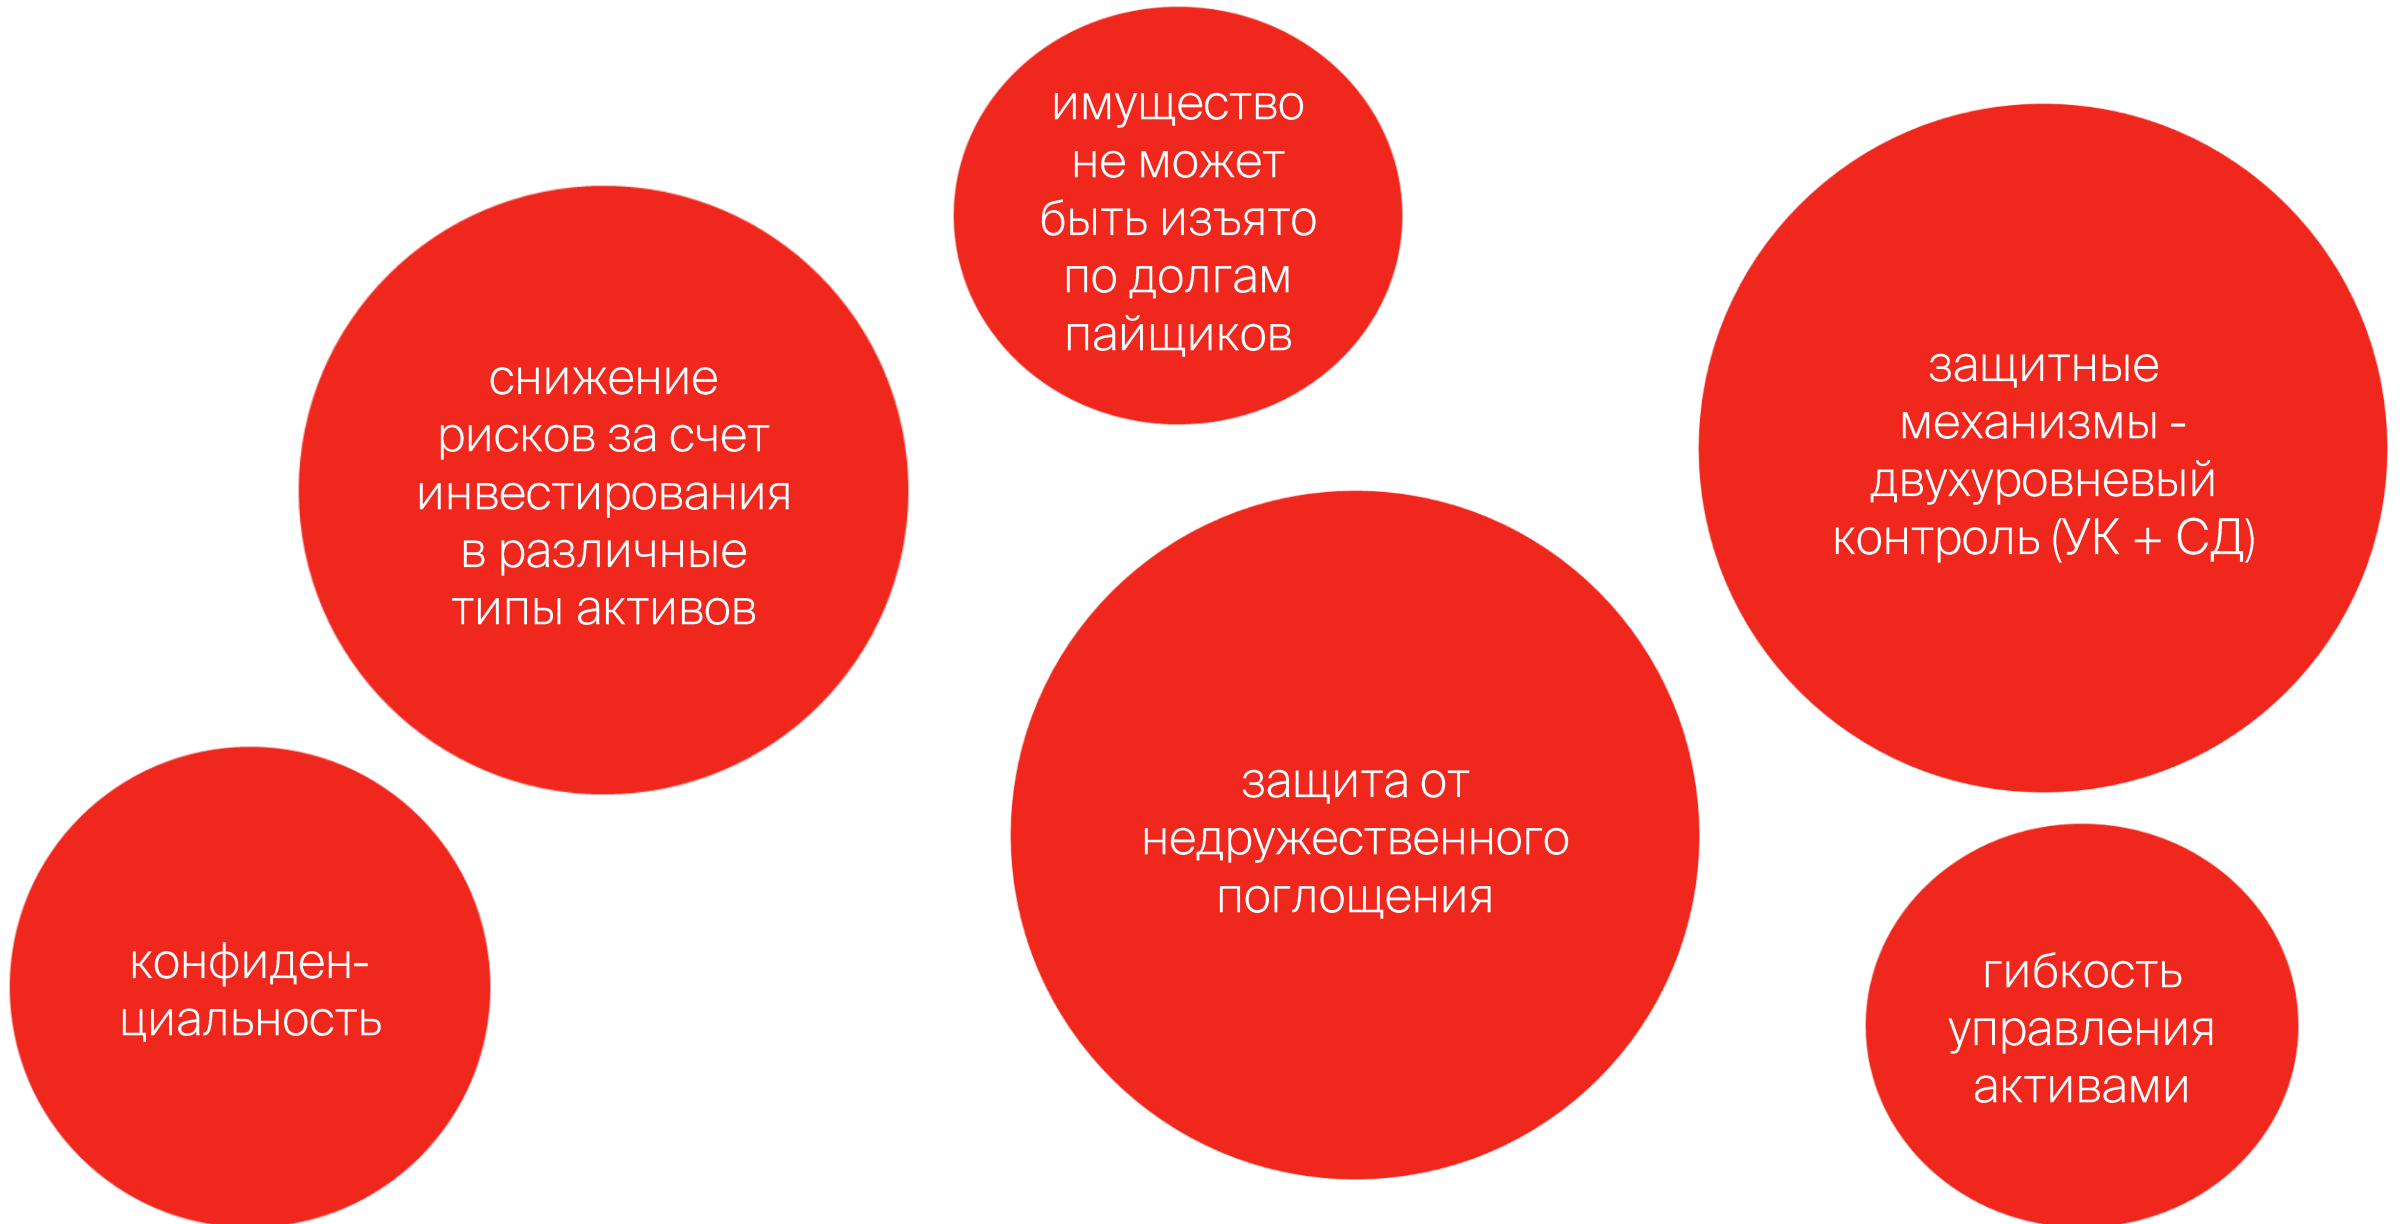 имущество
не может
быть изъято
по долгам
пайщиков
снижение
рисков за счет
инвестирования
в различные
типы активов
защитные
механизмы -
двухуровневый
контроль (УК + СД)
защита от
недружественного
поглощения
конфиден-
циальность
гибкость
управления
активами